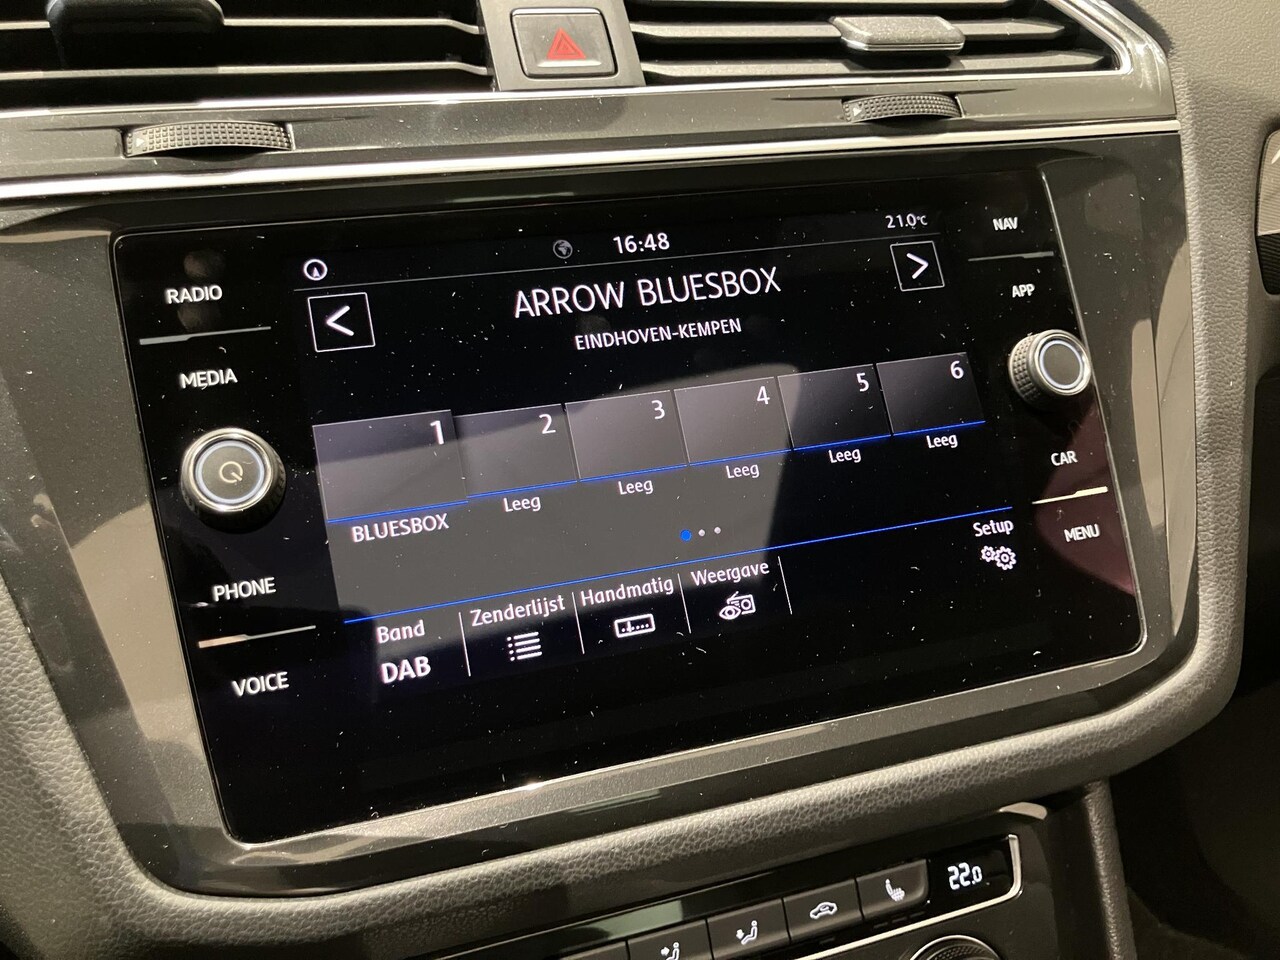 16:48
21.0°C
<
ARROW BLUESBOX
>
EINDHOVEN-KEMPEN
1
2
3
4
5
6
BLUESBOX
Leeg
Leeg
Leeg
Leeg
Leeg
Band
DAB
Zenderlijst
Handmatig
Weergave
Setup
RADIO
MEDIA
PHONE
VOICE
NAV
APP
CAR
MENU
22.0